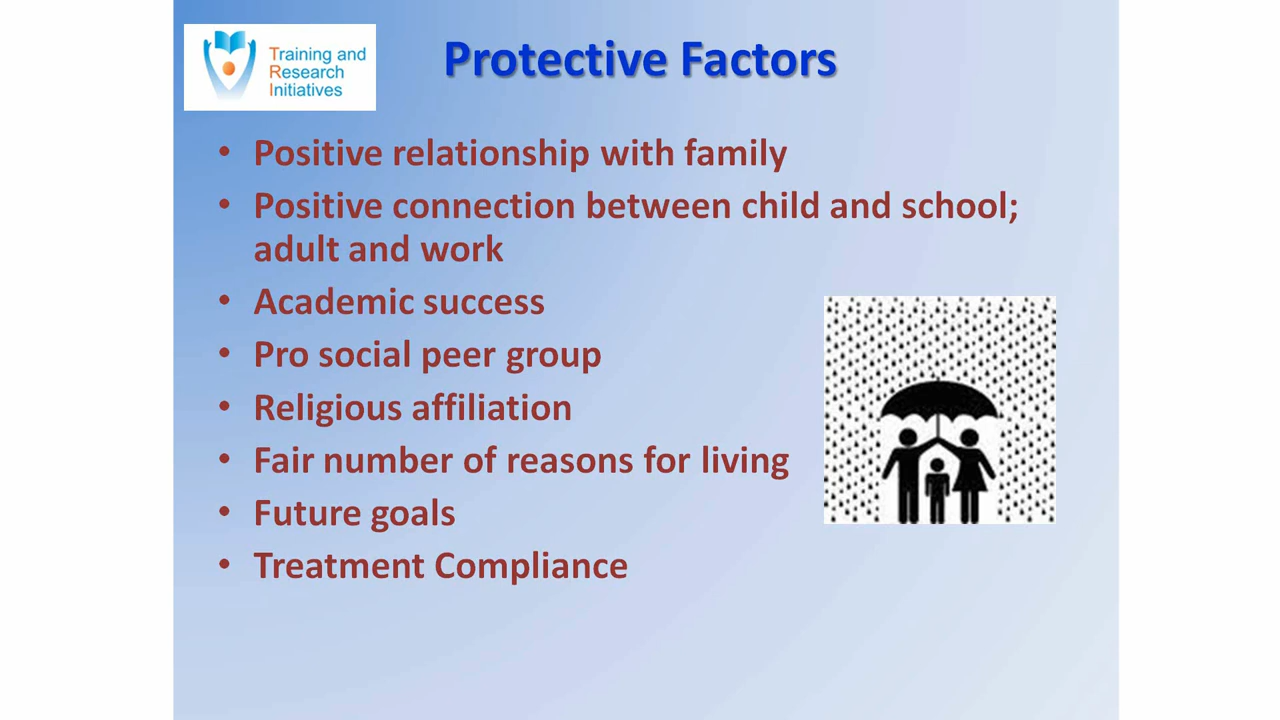 Training and
Research
Initiatives
Protective Factors
• Positive relationship with family
• Positive connection between child and school;
adult and work
• Academic success
• Pro social peer group
• Religious affiliation
• Fair number of reasons for living
• Future goals
• Treatment Compliance